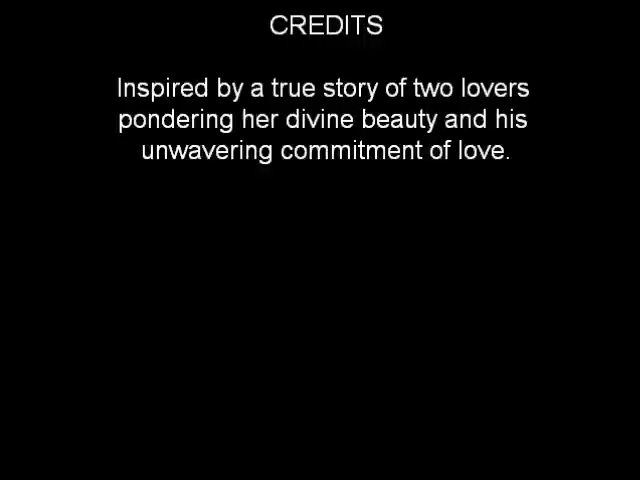 CREDITS
Inspired by a true story of two lovers
pondering her divine beauty and his
unwavering commitment of love.